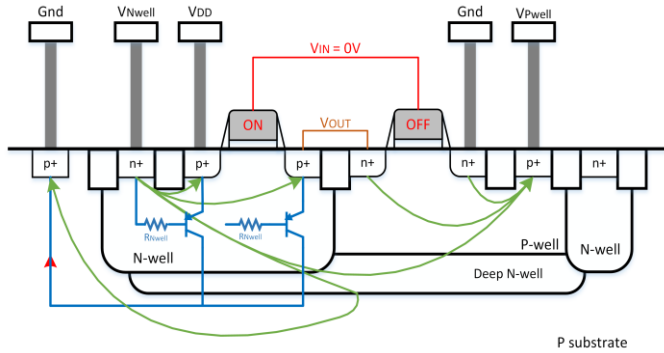 Gnd VNwell VDD Gnd VPwell
VIN = 0V
ON VOUT OFF
p+ n+ p+ p+ n+ n+ p+ n+
RNwell RNwell
N-well P-well N-well
Deep N-well
P substrate